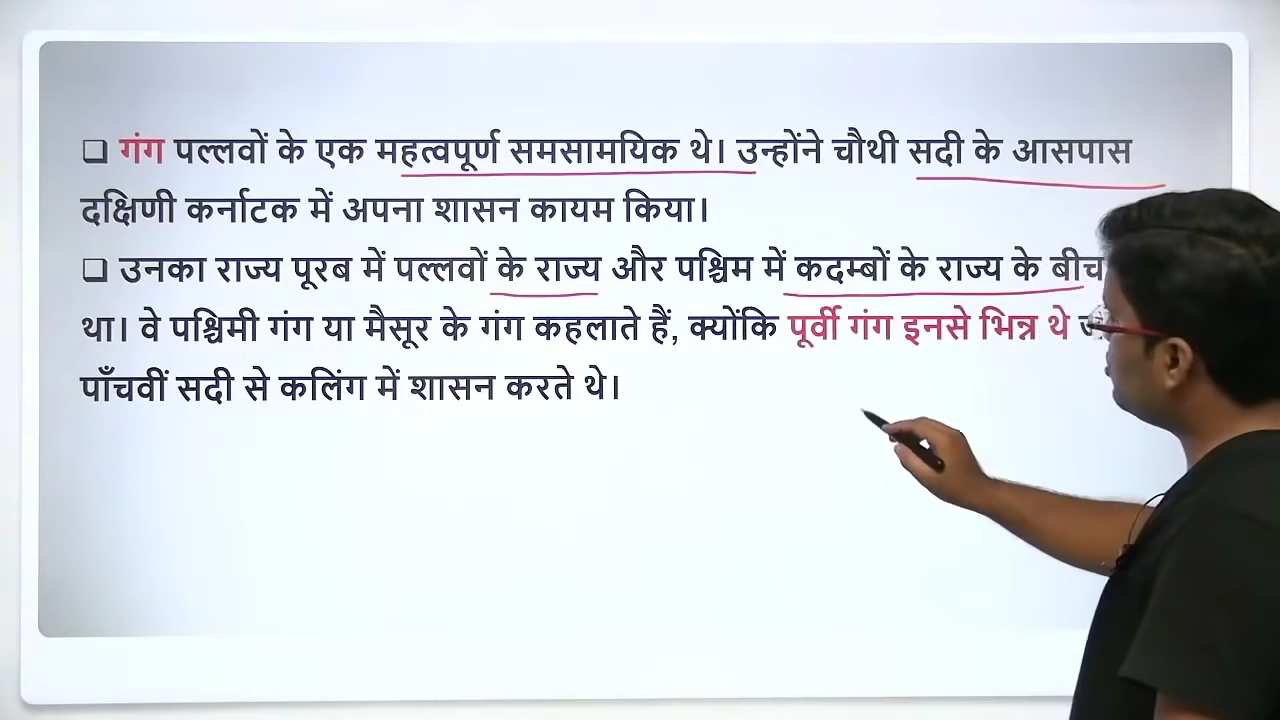 गंग पल्लवों के एक महत्वपूर्ण समसामयिक थे। उन्होंने चौथी सदी के आसपास
दक्षिणी कर्नाटक में अपना शासन कायम किया।
उनका राज्य पूरब में पल्लवों के राज्य और पश्चिम में कदम्बों के राज्य के बीच
था। वे पश्चिमी गंग या मैसूर के गंग कहलाते हैं, क्योंकि पूर्वी गंग इनसे भिन्न थे
पाँचवीं सदी से कलिंग में शासन करते थे।